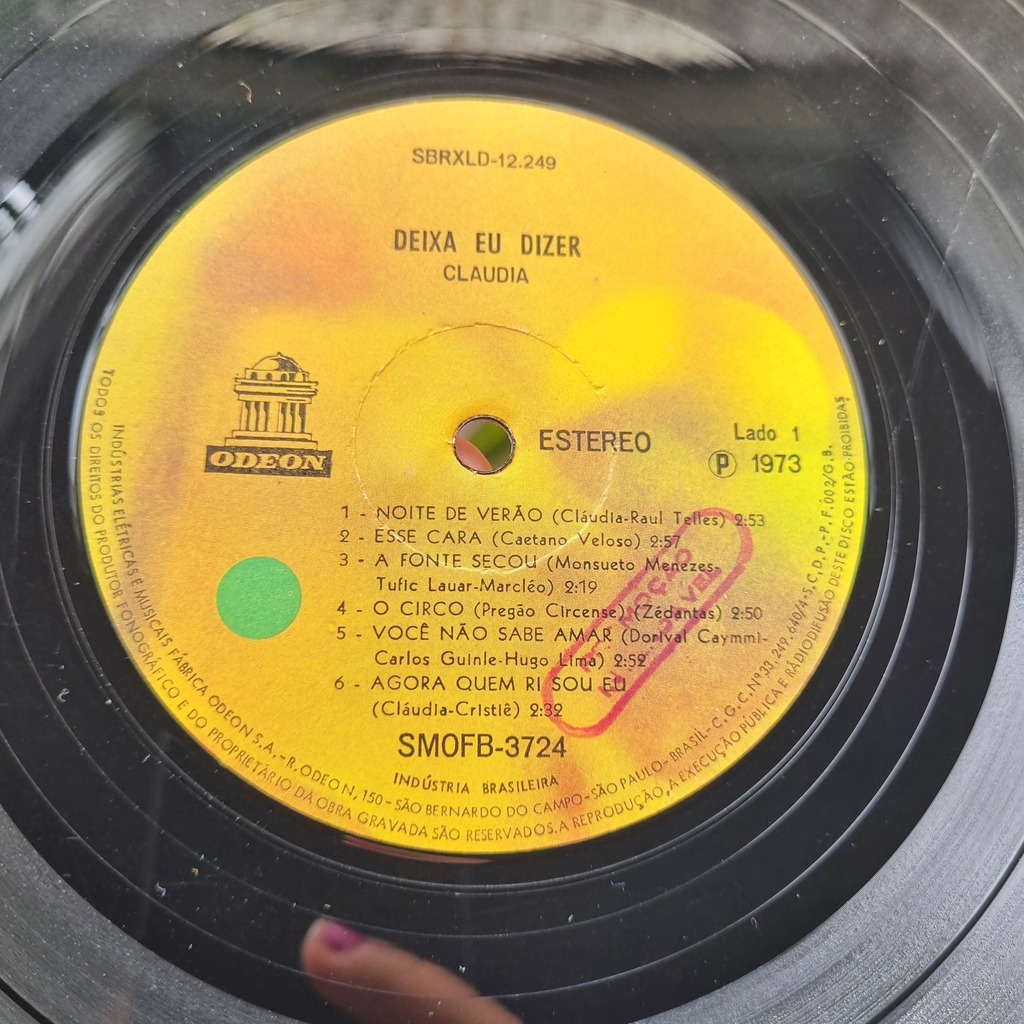 SBRXLD-12.249
DEIXA EU DIZER
CLAUDIA
ODEON
ESTEREO
Lado 1
Ⓟ 1973
1 - NOITE DE VERÃO (Cláudia-Raul Telles) 2:53
2 - ESSE CARA (Caetano Veloso) 2:57
3 - A FONTE SECOU (Monsueto Menezes-
Tufic Lauar-Marcléo) 2:19
4 - O CIRCO (Pregão Circense) (Zédantas) 2:50
5 - VOCÊ NÃO SABE AMAR (Dorival Caymmi-
Carlos Guinle-Hugo Lima) 2:52
6 - AGORA QUEM RI SOU EU
(Cláudia-Cristiê) 2:32
SMOFB-3724
INDÚSTRIA BRASILEIRA
INDÚSTRIAS ELÉTRICAS E MUSICAIS FÁBRICA ODEON S.A.-R. ODEON, 150-SÃO BERNARDO DO CAMPO-SÃO PAULO-BRASIL-C.G.C. Nº 33.249.640/4-S.C.D.P.-P.F.002/G.B.
TODOS OS DIREITOS DO PRODUTOR FONOGRÁFICO E DO PROPRIETÁRIO DA OBRA GRAVADA SÃO RESERVADOS. A REPRODUÇÃO, A EXECUÇÃO PÚBLICA E RÁDIODIFUSÃO DESTE DISCO ESTÃO PROIBIDAS